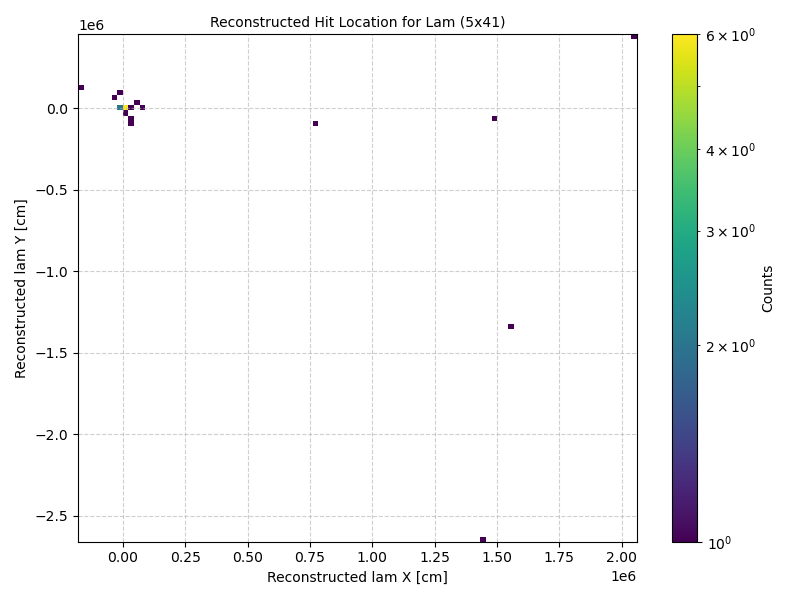 Reconstructed Hit Location for Lam (5x41)
1e6
0.0
−0.5
−1.0
−1.5
−2.0
−2.5
Reconstructed lam Y [cm]
0.00 0.25 0.50 0.75 1.00 1.25 1.50 1.75 2.00
1e6
Reconstructed lam X [cm]
6 × 10⁰
4 × 10⁰
3 × 10⁰
2 × 10⁰
10⁰
Counts